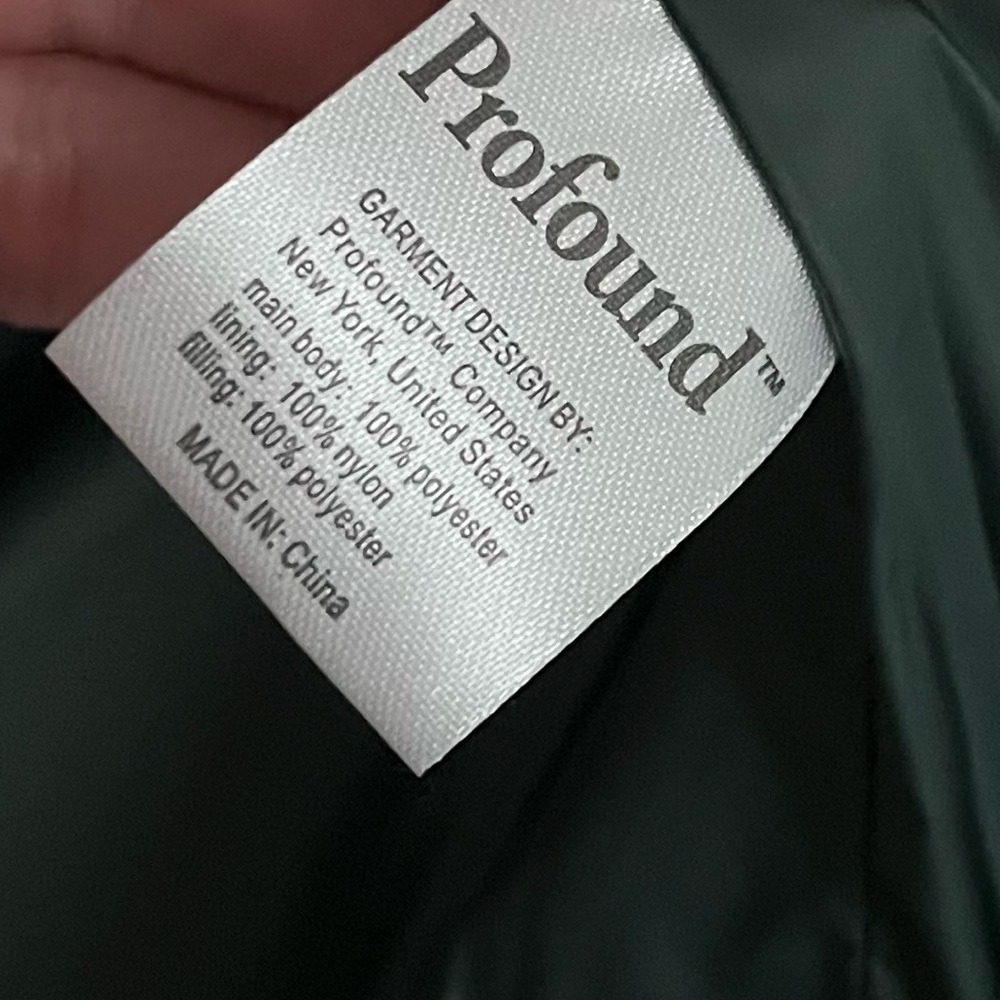 Profound™
GARMENT DESIGN BY:
Profound™ Company
New York, United States
main body: 100% polyester
lining: 100% nylon
filling: 100% polyester
MADE IN: China